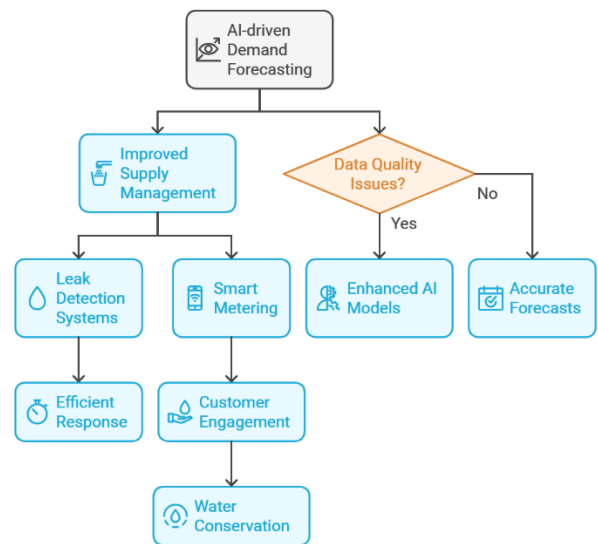 AI-driven
Demand
Forecasting
Improved
Supply
Management
Data Quality
Issues?
Yes
No
Leak
Detection
Systems
Smart
Metering
Enhanced AI
Models
Accurate
Forecasts
Efficient
Response
Customer
Engagement
Water
Conservation